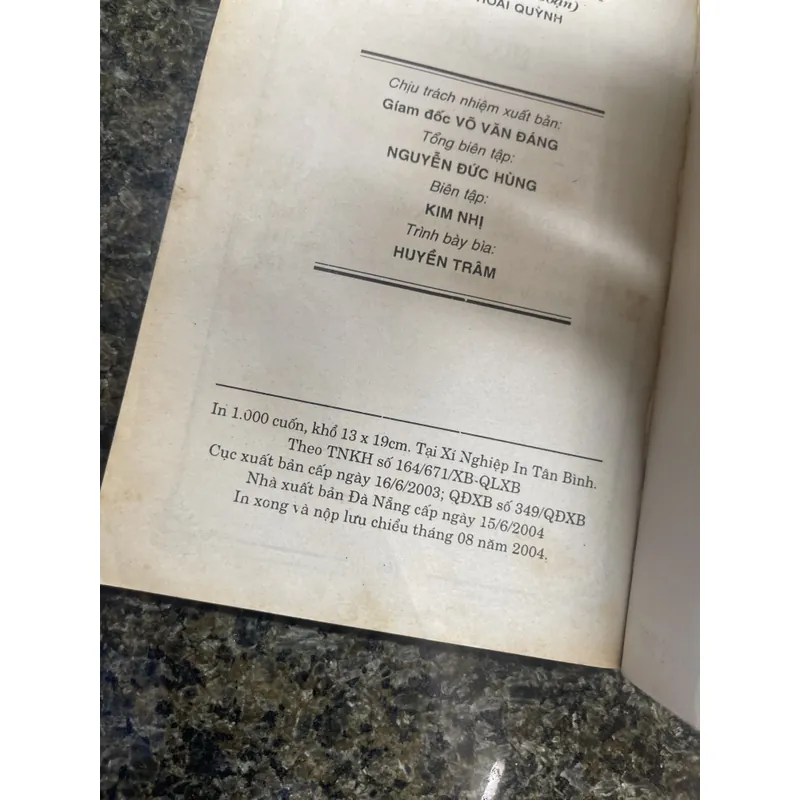 HOÀI QUỲNH
Chịu trách nhiệm xuất bản:
Gíam đốc VÕ VĂN ĐÁNG
Tổng biên tập:
NGUYỄN ĐỨC HÙNG
Biên tập:
KIM NHỊ
Trình bày bìa:
HUYỀN TRÂM
In 1.000 cuốn, khổ 13 x 19cm. Tại Xí Nghiệp In Tân Bình.
Theo TNKH số 164/671/XB-QLXB
Cục xuất bản cấp ngày 16/6/2003; QĐXB số 349/QĐXB
Nhà xuất bản Đà Nẵng cấp ngày 15/6/2004
In xong và nộp lưu chiểu tháng 08 năm 2004.